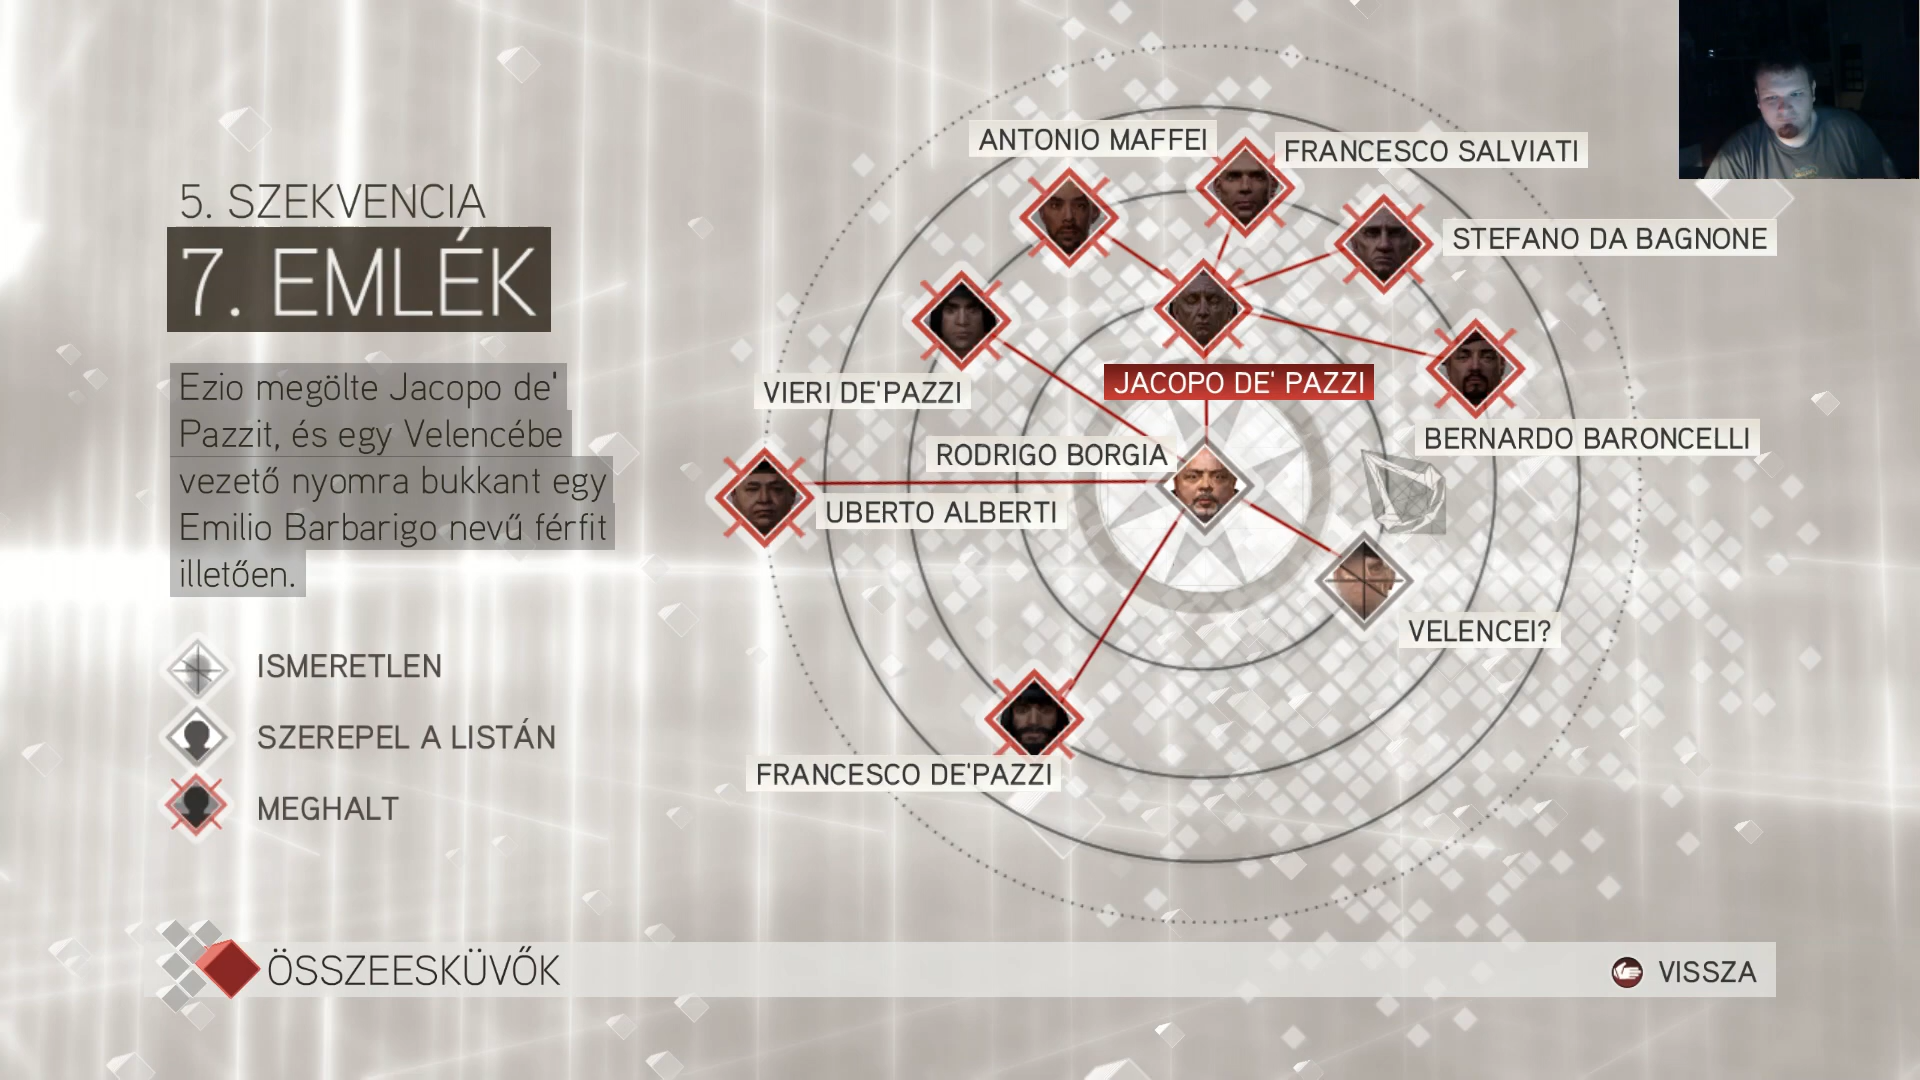 5. SZEKVENCIA
7. EMLÉK
Ezio megölte Jacopo de'
Pazzit, és egy Velencébe
vezető nyomra bukkant egy
Emilio Barbarigo nevű férfit
illetően.
ISMERETLEN
SZEREPEL A LISTÁN
MEGHALT
ANTONIO MAFFEI
FRANCESCO SALVIATI
STEFANO DA BAGNONE
VIERI DE'PAZZI
JACOPO DE' PAZZI
BERNARDO BARONCELLI
RODRIGO BORGIA
UBERTO ALBERTI
VELENCEI?
FRANCESCO DE'PAZZI
ÖSSZEESKÜVŐK
VISSZA